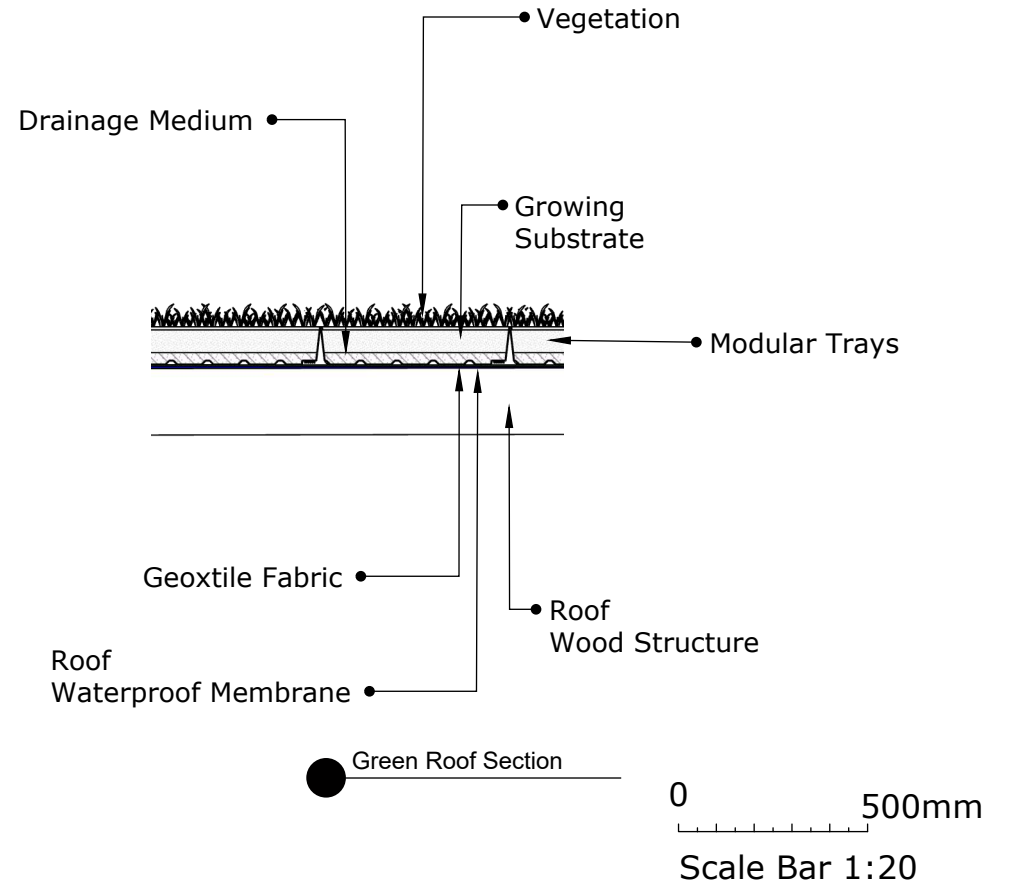 Vegetation
Drainage Medium
Growing
Substrate
Modular Trays
Geoxtile Fabric
Roof
Wood Structure
Roof
Waterproof Membrane
Green Roof Section
0
500mm
Scale Bar 1:20